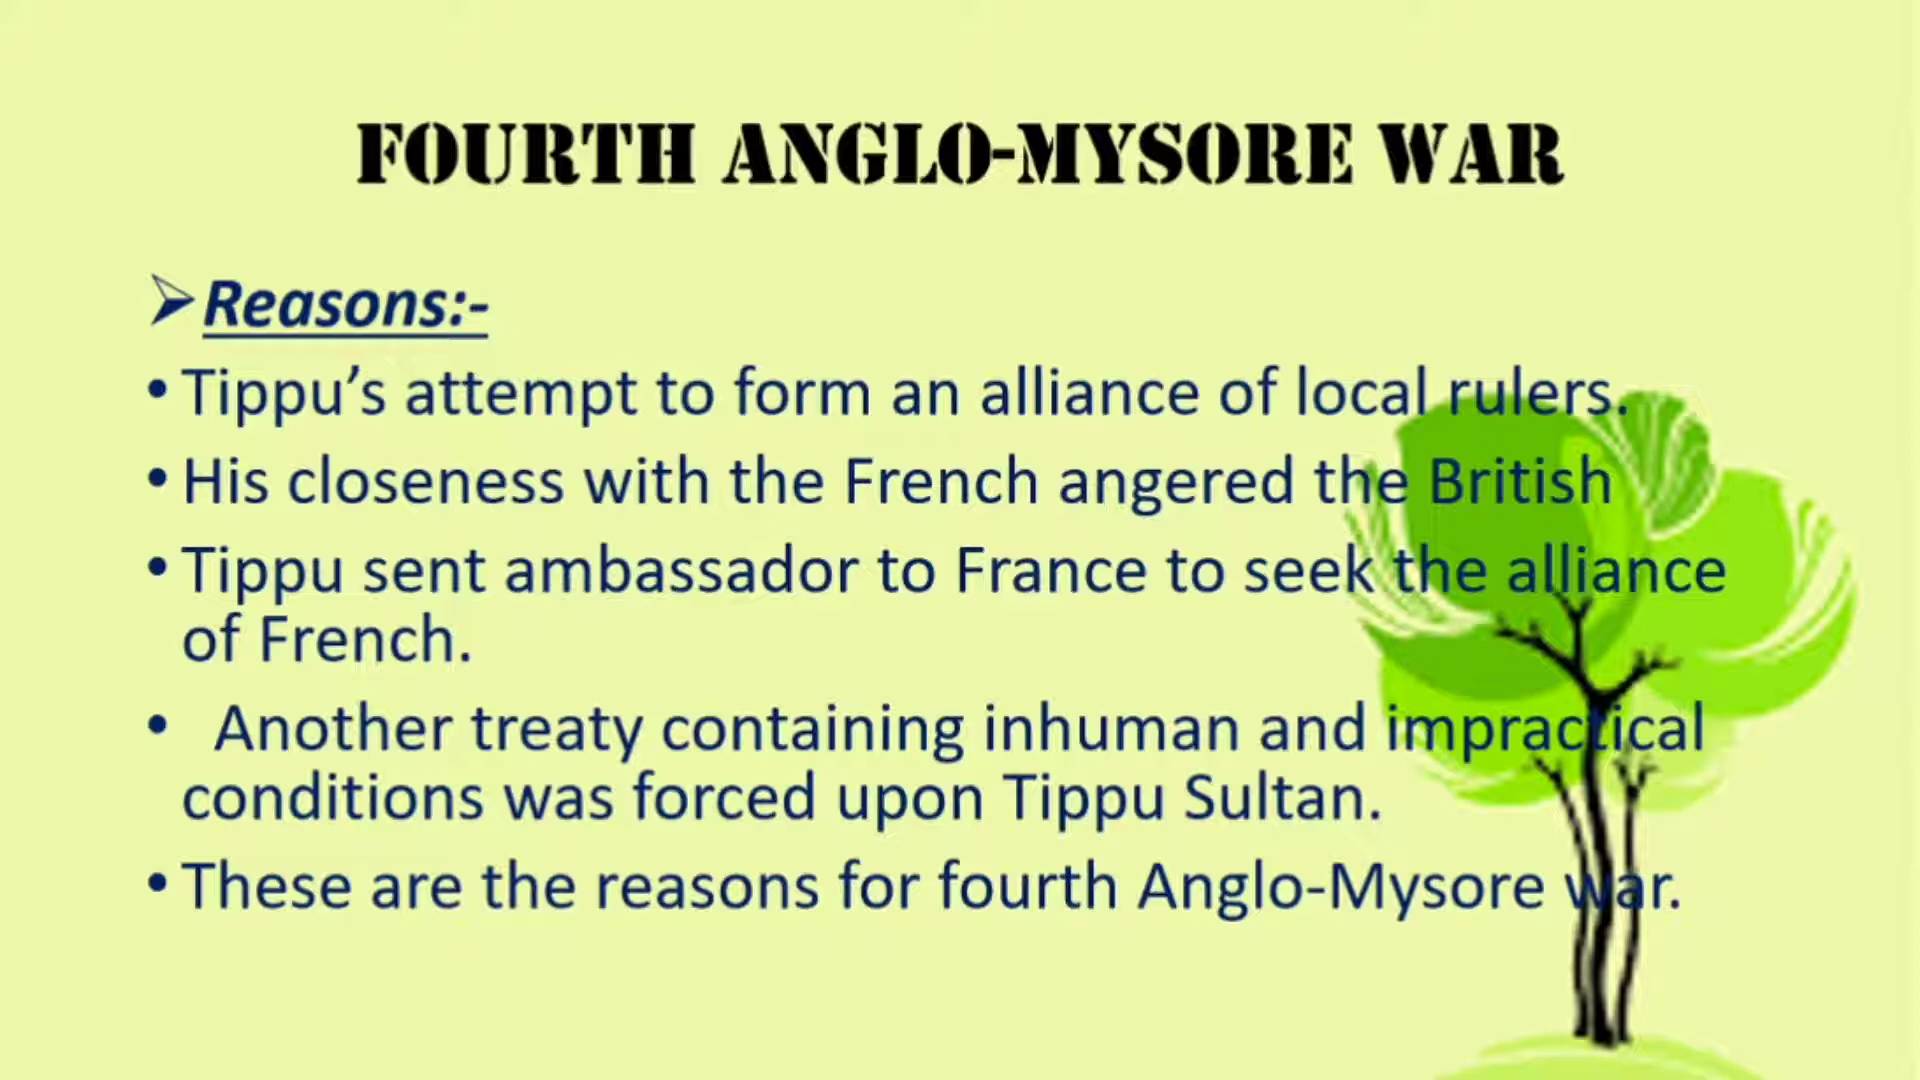 FOURTH ANGLO-MYSORE WAR
➢Reasons:-
• Tippu’s attempt to form an alliance of local rulers.
• His closeness with the French angered the British
• Tippu sent ambassador to France to seek the alliance
of French.
• Another treaty containing inhuman and impractical
conditions was forced upon Tippu Sultan.
• These are the reasons for fourth Anglo-Mysore war.